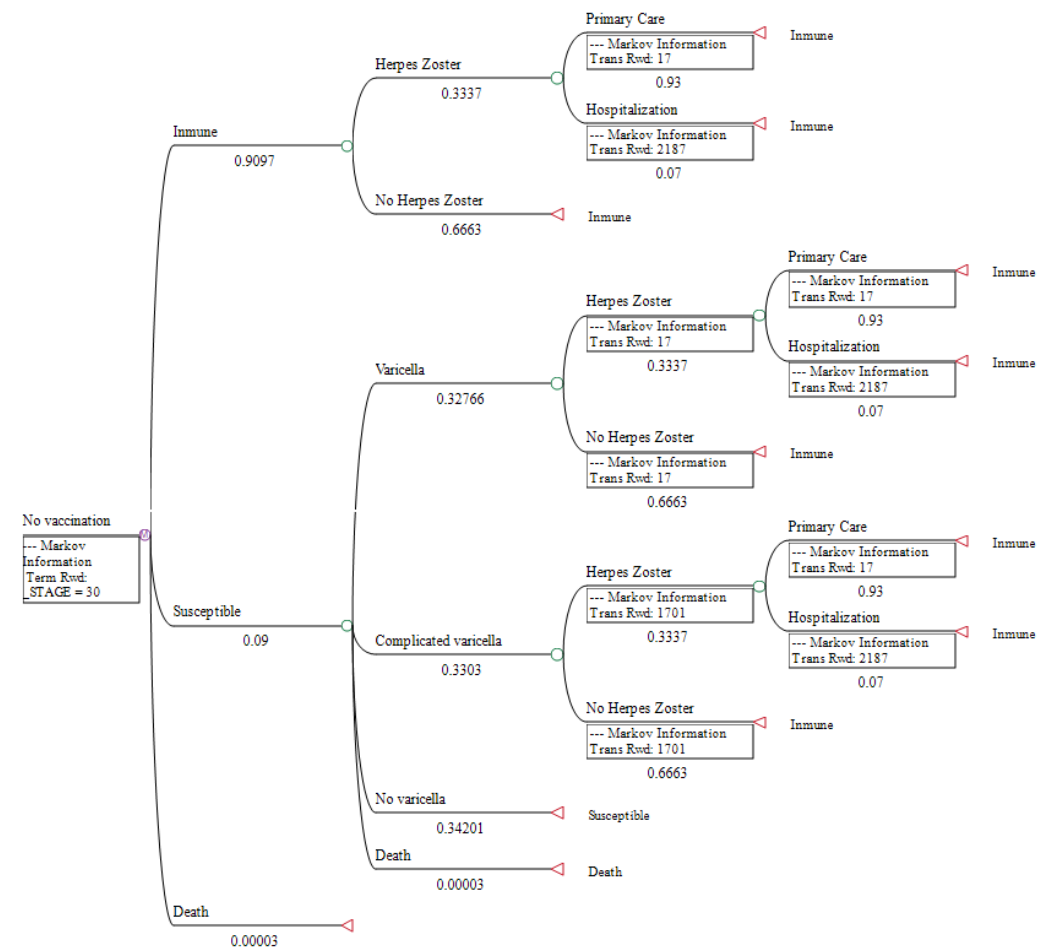 Primary Care
--- Markov Information
Trans Rwd: 17
0.93
Inmune
Herpes Zoster
0.3337
Hospitalization
--- Markov Information
Trans Rwd: 2187
0.07
Inmune
Inmune
0.9097
No Herpes Zoster
0.6663
Inmune
Primary Care
--- Markov Information
Trans Rwd: 17
0.93
Inmune
Herpes Zoster
--- Markov Information
Trans Rwd: 17
0.3337
Hospitalization
--- Markov Information
Trans Rwd: 2187
0.07
Inmune
Varicella
0.32766
No Herpes Zoster
--- Markov Information
Trans Rwd: 17
0.6663
Inmune
No vaccination
--- Markov
Information
Term Rwd:
_STAGE = 30
Primary Care
--- Markov Information
Trans Rwd: 17
0.93
Inmune
Herpes Zoster
--- Markov Information
Trans Rwd: 1701
0.3337
Hospitalization
--- Markov Information
Trans Rwd: 2187
0.07
Inmune
Susceptible
0.09
Complicated varicella
0.3303
No Herpes Zoster
--- Markov Information
Trans Rwd: 1701
0.6663
Inmune
No varicella
0.34201
Susceptible
Death
0.00003
Death
Death
0.00003